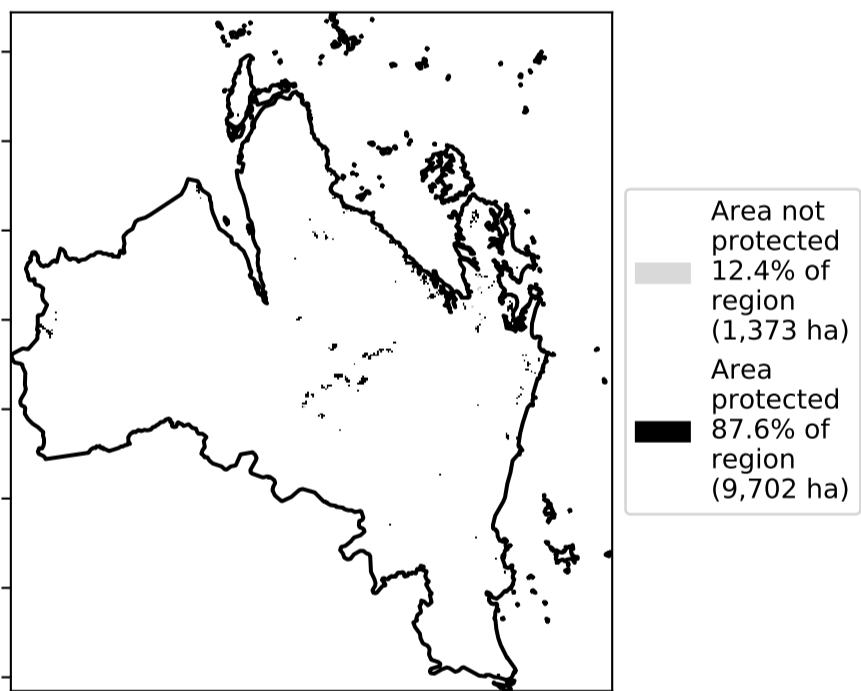 Area not
protected
12.4% of
region
(1,373 ha)
Area
protected
87.6% of
region
(9,702 ha)